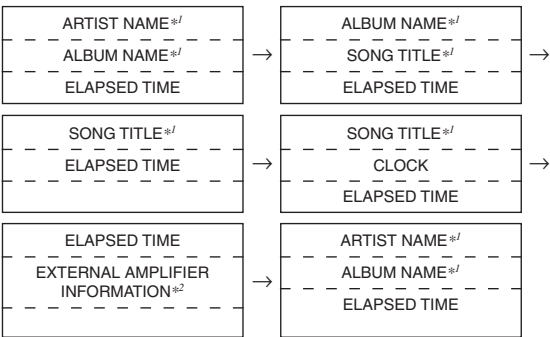 ARTIST NAME*1
ALBUM NAME*1
ELAPSED TIME
→
ALBUM NAME*1
SONG TITLE*1
ELAPSED TIME
→
SONG TITLE*1
ELAPSED TIME
→
SONG TITLE*1
CLOCK
ELAPSED TIME
→
ELAPSED TIME
EXTERNAL AMPLIFIER
INFORMATION*2
→
ARTIST NAME*1
ALBUM NAME*1
ELAPSED TIME